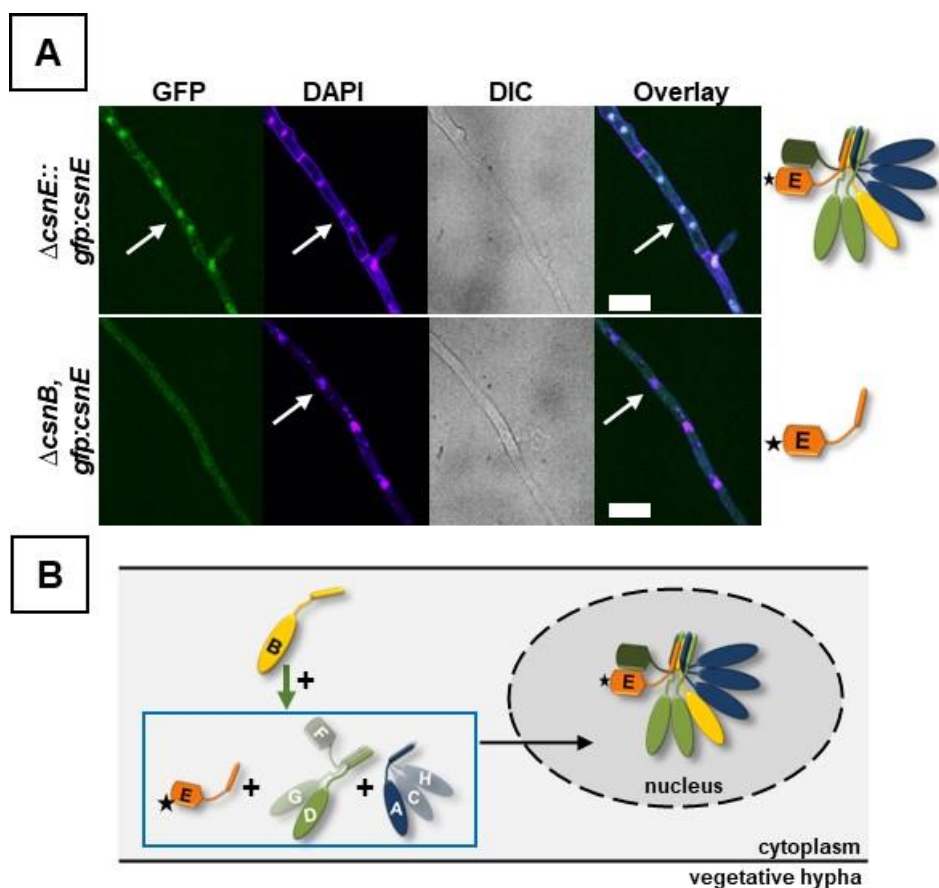 A
GFP DAPI DIC Overlay
ΔcsnE::
gfp:csnE
E
ΔcsnB,
gfp:csnE
E
B
B
+
E + F G D + A C H
E
nucleus
cytoplasm
vegetative hypha